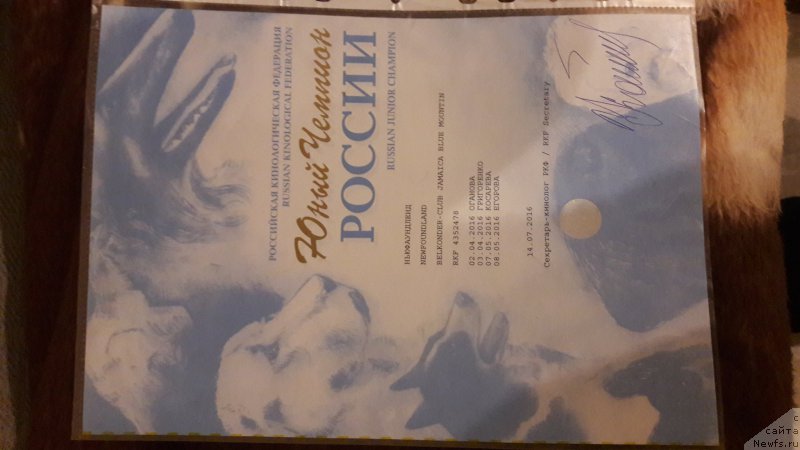 РОССИЙСКАЯ КИНОЛОГИЧЕСКАЯ ФЕДЕРАЦИЯ
RUSSIAN KINOLOGICAL FEDERATION
Юный Чемпион
РОССИИ
RUSSIAN JUNIOR CHAMPION
НЬЮФАУНДЛЕНД
NEWFOUNDLAND
BELKONDER-CLUB JAMAICA BLUE MOUNTIN
RKF 4352478
02.04.2016 ОГАНОВА
03.04.2016 ГРИГОРЕНКО
07.05.2016 КОСАРЕВА
08.05.2016 ЕГОРОВА
14.07.2016
Секретарь-кинолог РКФ / RKF Secretary
с
сайта
Newfs.ru